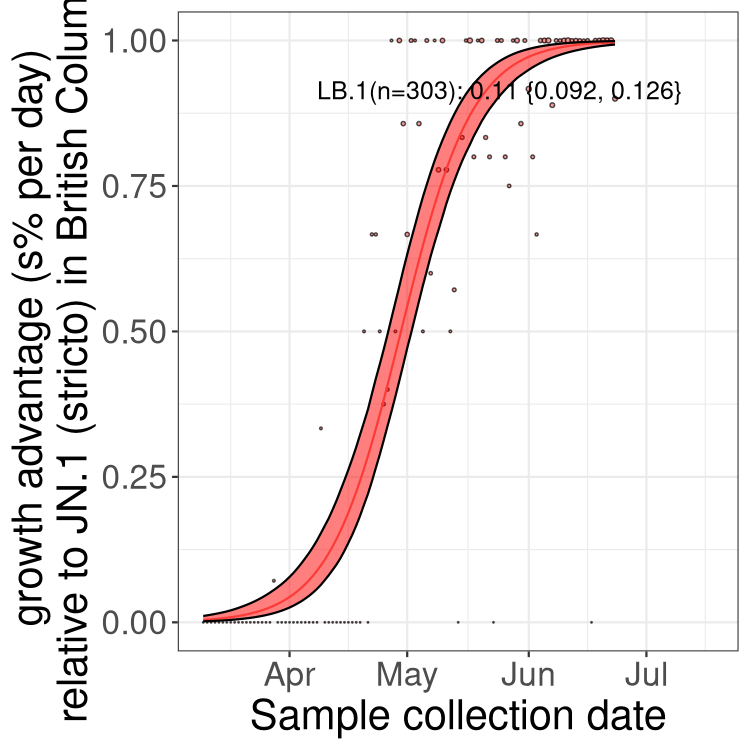 growth advantage (s% per day)
relative to JN.1 (stricto) in British Colum
1.00
0.75
0.50
0.25
0.00
LB.1(n=303): 0.11 {0.092, 0.126}
Apr May Jun Jul
Sample collection date